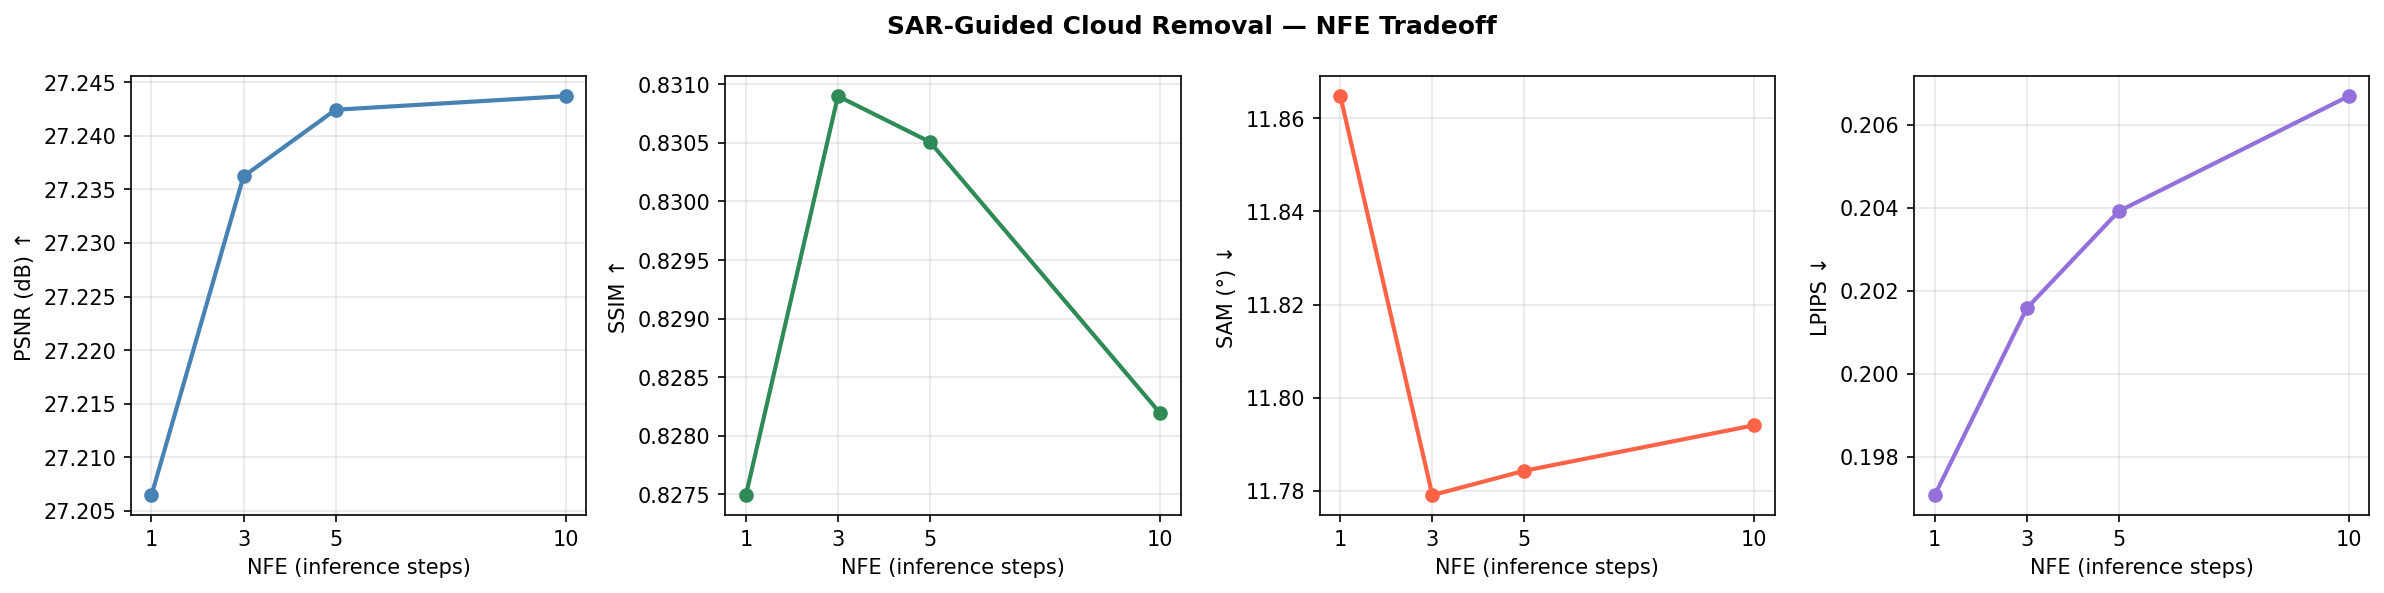 SAR-Guided Cloud Removal — NFE Tradeoff
PSNR (dB) ↑
27.245
27.240
27.235
27.230
27.225
27.220
27.215
27.210
27.205
1 3 5 10
NFE (inference steps)
SSIM ↑
0.8310
0.8305
0.8300
0.8295
0.8290
0.8285
0.8280
0.8275
1 3 5 10
NFE (inference steps)
SAM (°) ↓
11.86
11.84
11.82
11.80
11.78
1 3 5 10
NFE (inference steps)
LPIPS ↓
0.206
0.204
0.202
0.200
0.198
1 3 5 10
NFE (inference steps)